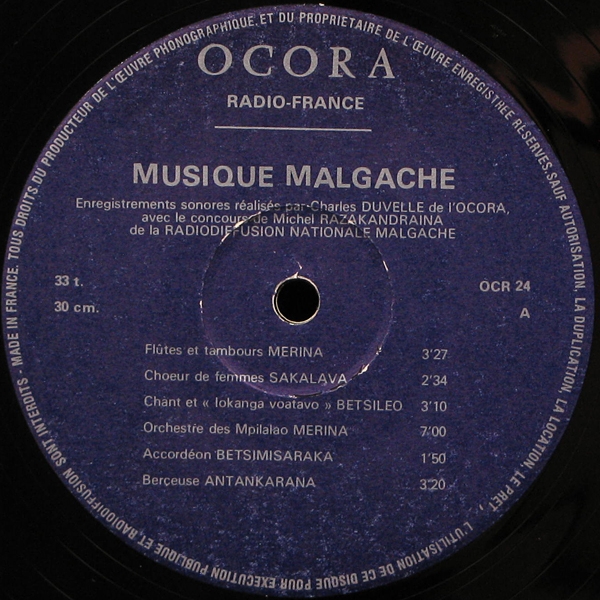 MADE IN FRANCE. TOUS DROITS DU PRODUCTEUR DE L'ŒUVRE PHONOGRAPHIQUE.ET DU PROPRIETAIRE DE L'ŒUVRE ENREGISTREE RESERVES.SAUF AUTORISATION. LA DUPLICATION. LA LOCATION. LE PRET, L'UTILISATION DE CE DISQUE POUR EXECUTION PUBLIQUE ET RADIODIFFUSION SONT INTERDITS -
OCORA
RADIO-FRANCE
MUSIQUE MALGACHE
Enregistrements sonores réalisés par Charles DUVELLE de l'OCORA,
avec le concours de Michel RAZAKANDRAINA
de la RADIODIFFUSION NATIONALE MALGACHE
33 t.
30 cm.
OCR 24
A
Flûtes et tambours MERINA 3'27
Choeur de femmes SAKALAVA 2'34
Chant et « lokanga voatavo » BETSILEO 3'10
Orchestre des Mpilalao MERINA 7'00
Accordéon BETSIMISARAKA 1'50
Berceuse ANTANKARANA 3'20